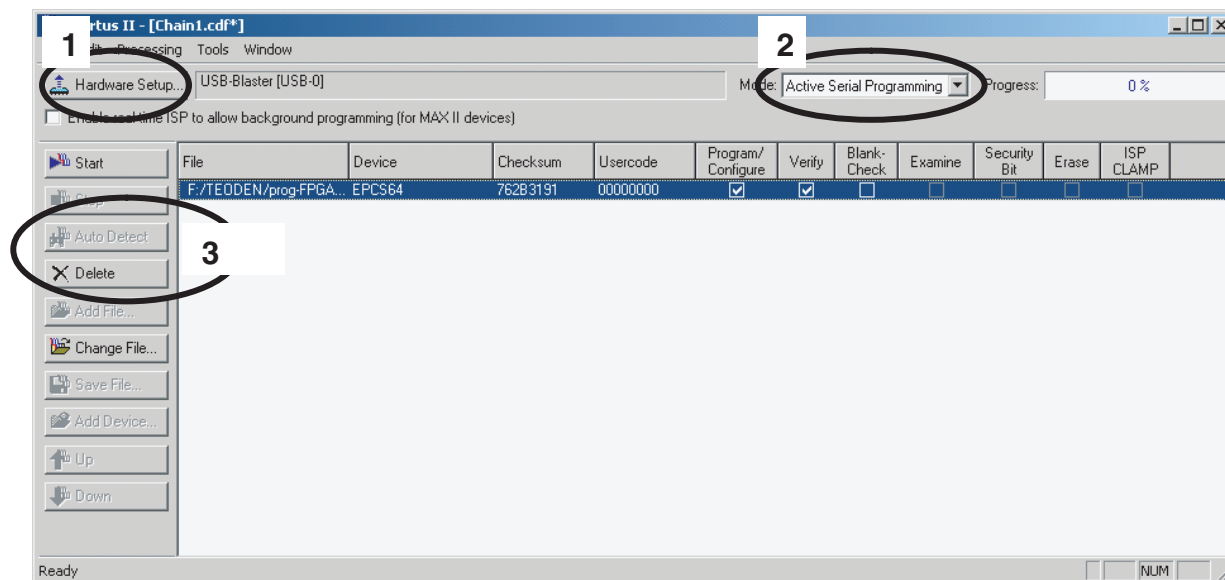 1
2
3
rtus II - [Chain1.cdf*]
Edit Processing Tools Window
Hardware Setup... USB-Blaster [USB-0] Mode: Active Serial Programming Progress: 0 %
Enable real-time ISP to allow background programming (for MAX II devices)
Start
Stop
Auto Detect
Delete
Add File...
Change File...
Save File...
Add Device...
Up
Down
File Device Checksum Usercode Program/ Configure Verify Blank- Check Examine Security Bit Erase ISP CLAMP
F:/TEODEN/prog-FPGA... EPCS64 762B3191 00000000
Ready NUM